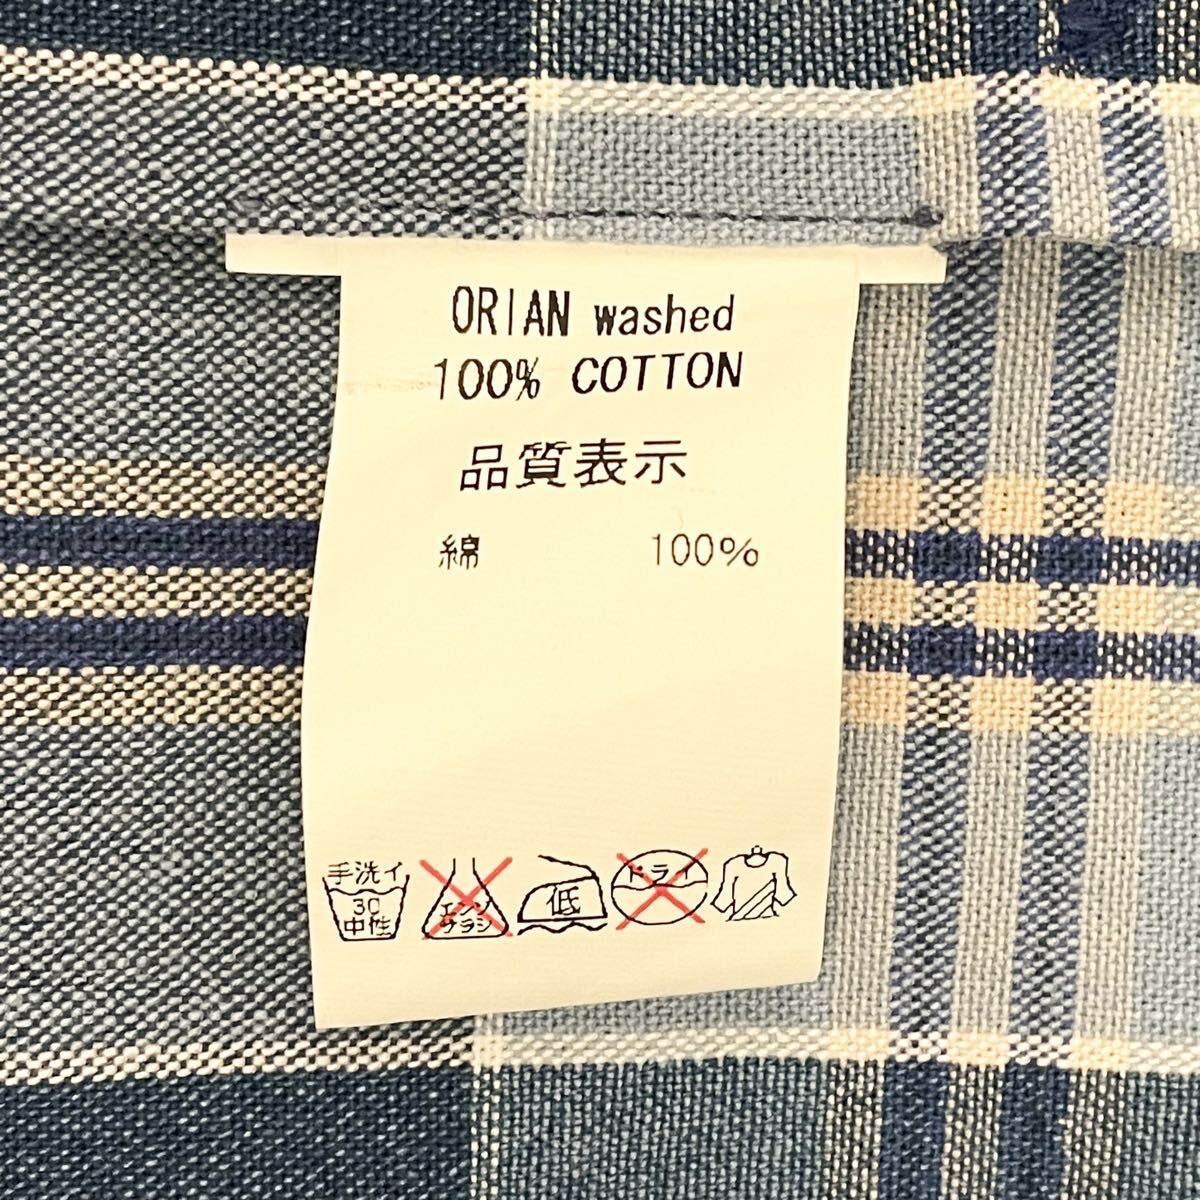 ORIAN washed
100% COTTON
品質表示
綿 100%
手洗イ
30
中性
エンソ
サラシ
低
ドライ